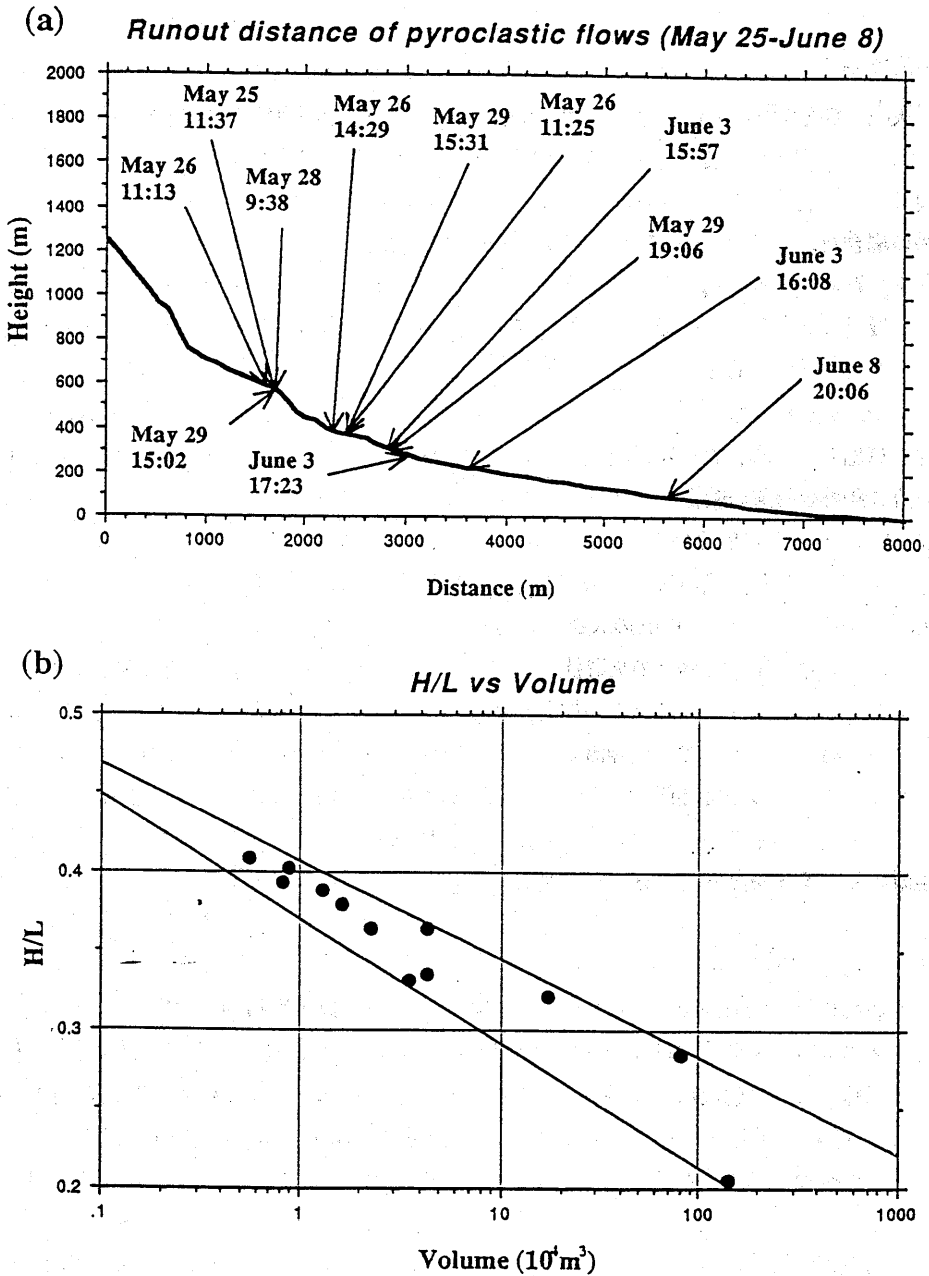 (a)
Runout distance of pyroclastic flows (May 25-June 8)
2000
1800
1600
1400
1200
1000
800
600
400
200
0
Height (m)
May 25
11:37
May 26
11:13
May 28
9:38
May 26
14:29
May 29
15:31
May 26
11:25
June 3
15:57
May 29
19:06
June 3
16:08
June 8
20:06
May 29
15:02
June 3
17:23
0 1000 2000 3000 4000 5000 6000 7000 8000
Distance (m)
(b)
H/L vs Volume
0.5
0.4
0.3
0.2
H/L
.1 1 10 100 1000
Volume (10⁴m³)